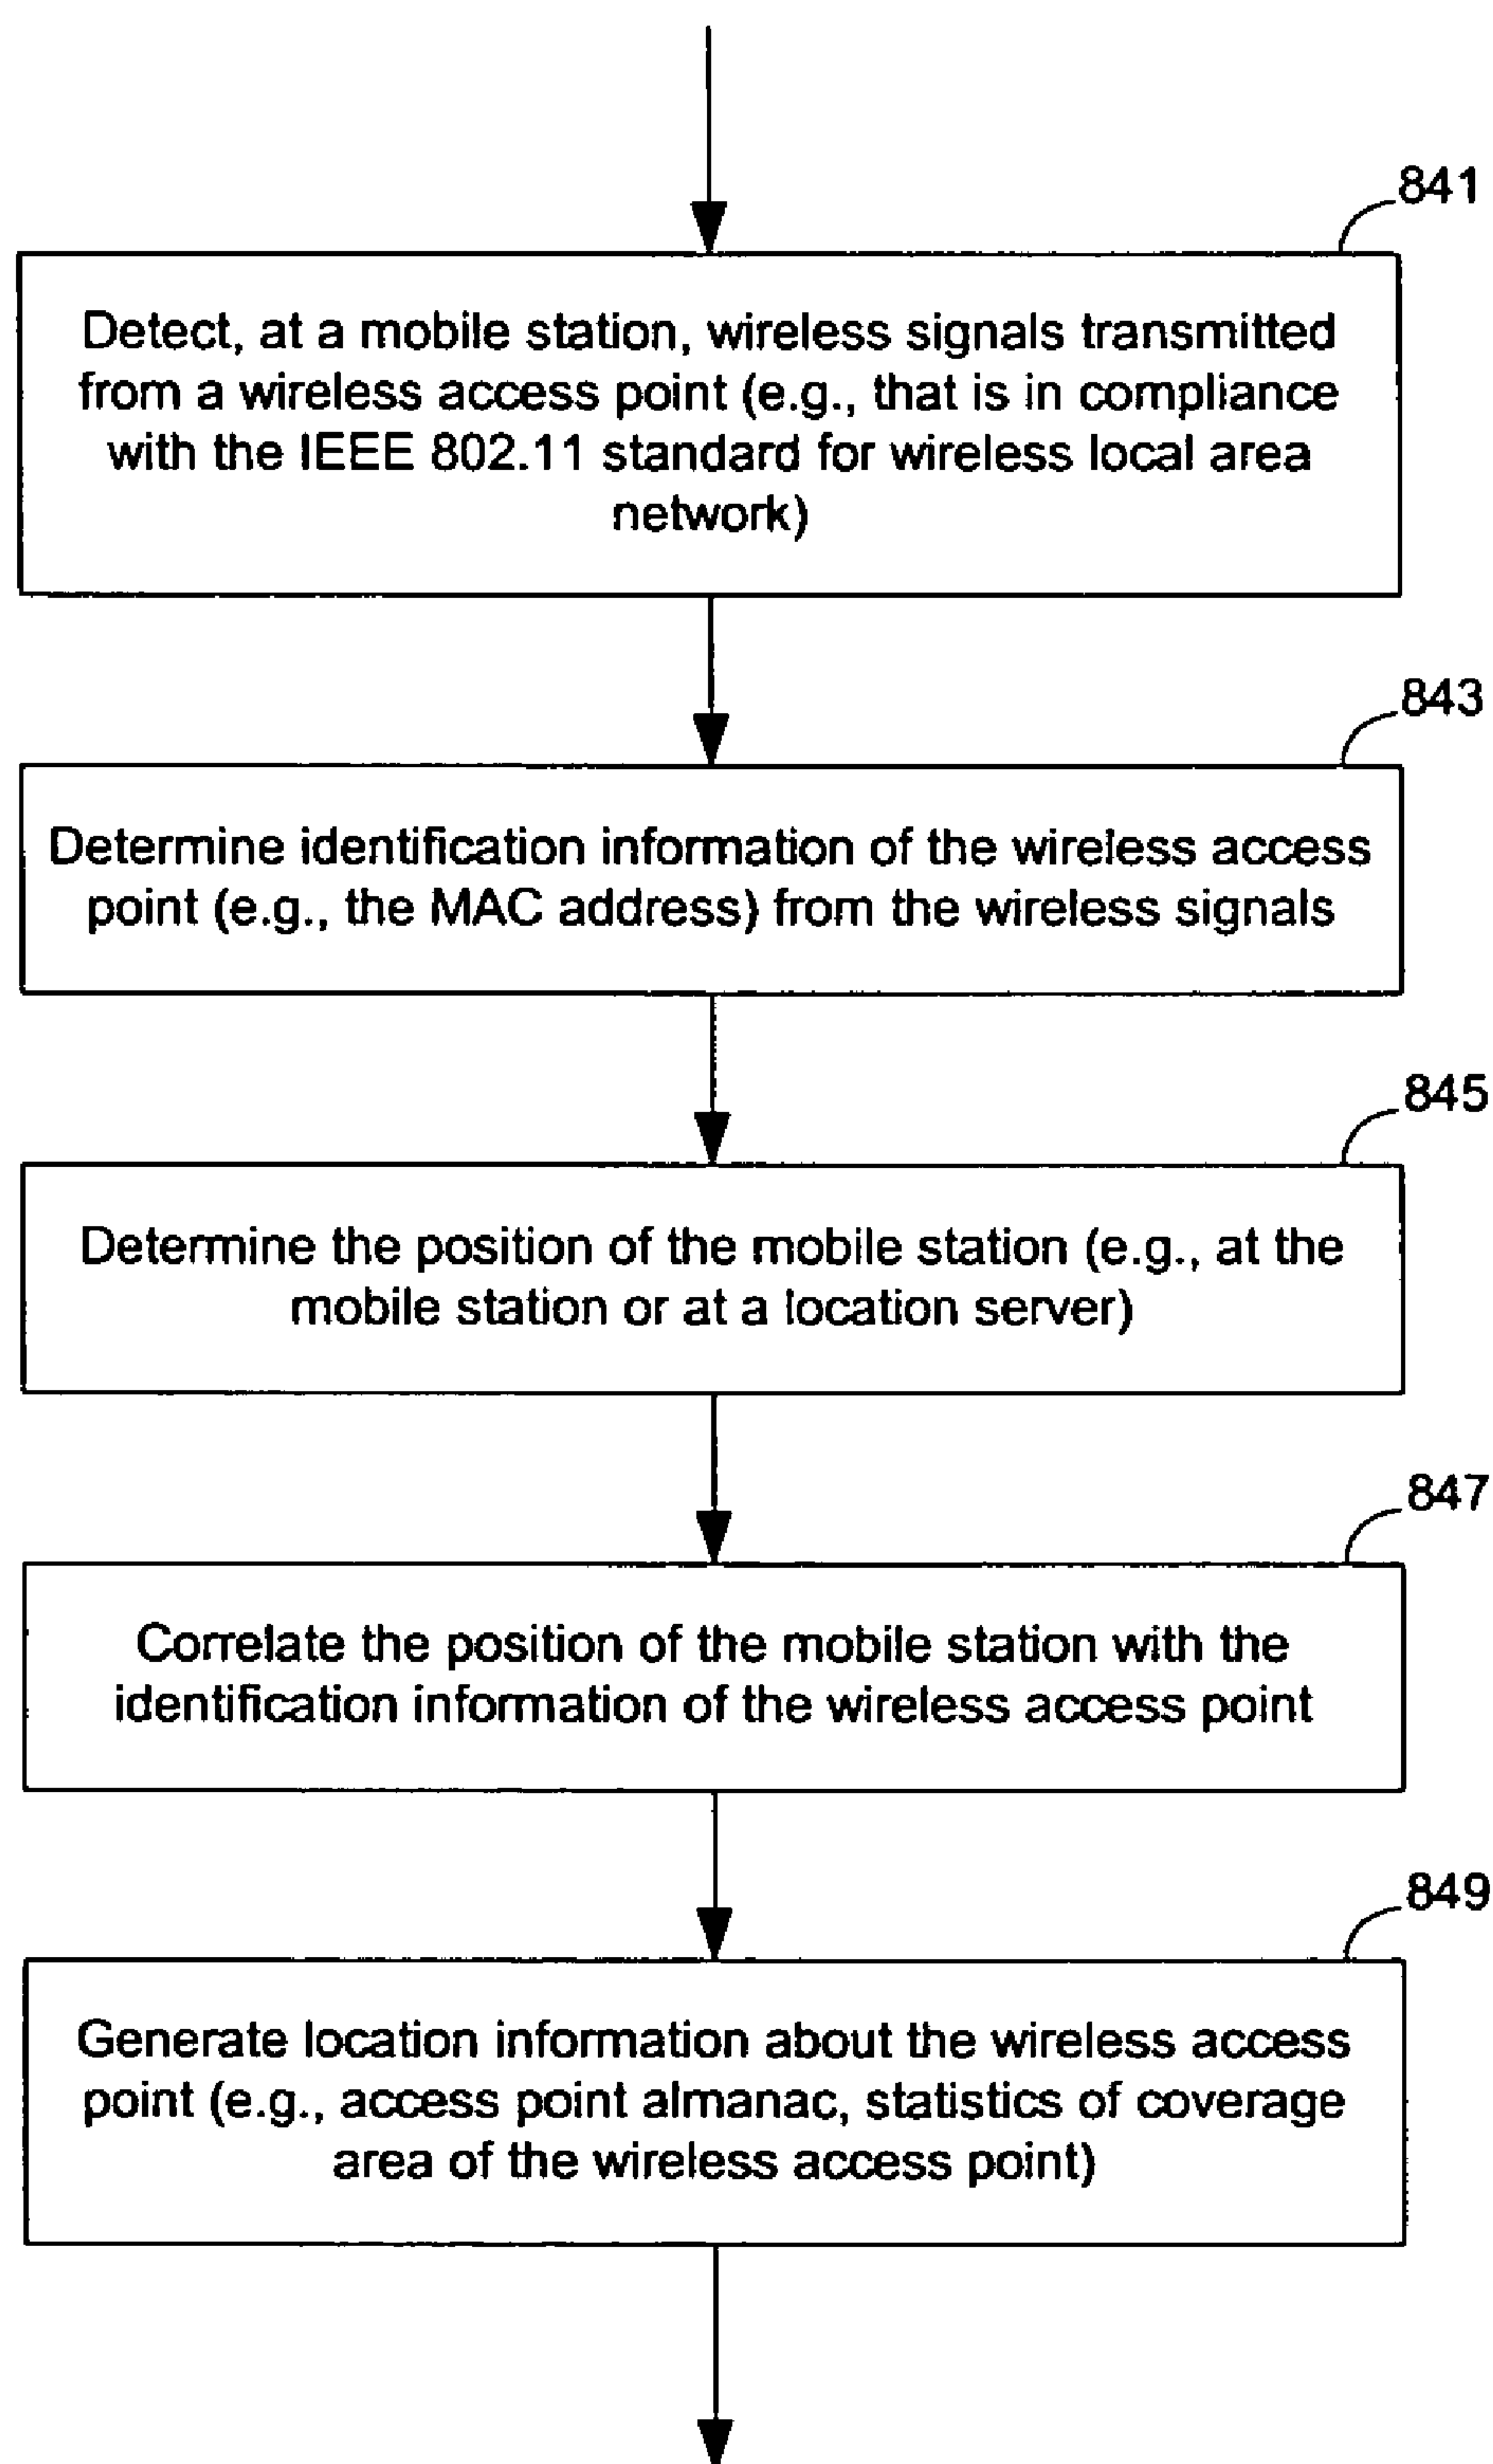 841
Detect, at a mobile station, wireless signals transmitted
from a wireless access point (e.g., that is in compliance
with the IEEE 802.11 standard for wireless local area
network)
843
Determine identification information of the wireless access
point (e.g., the MAC address) from the wireless signals
845
Determine the position of the mobile station (e.g., at the
mobile station or at a location server)
847
Correlate the position of the mobile station with the
identification information of the wireless access point
849
Generate location information about the wireless access
point (e.g., access point almanac, statistics of coverage
area of the wireless access point)